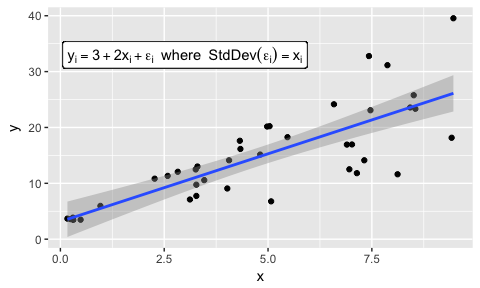 40
30
20
10
0
y
yᵢ = 3 + 2xᵢ + εᵢ where StdDev(εᵢ) = xᵢ
0.0 2.5 5.0 7.5
x